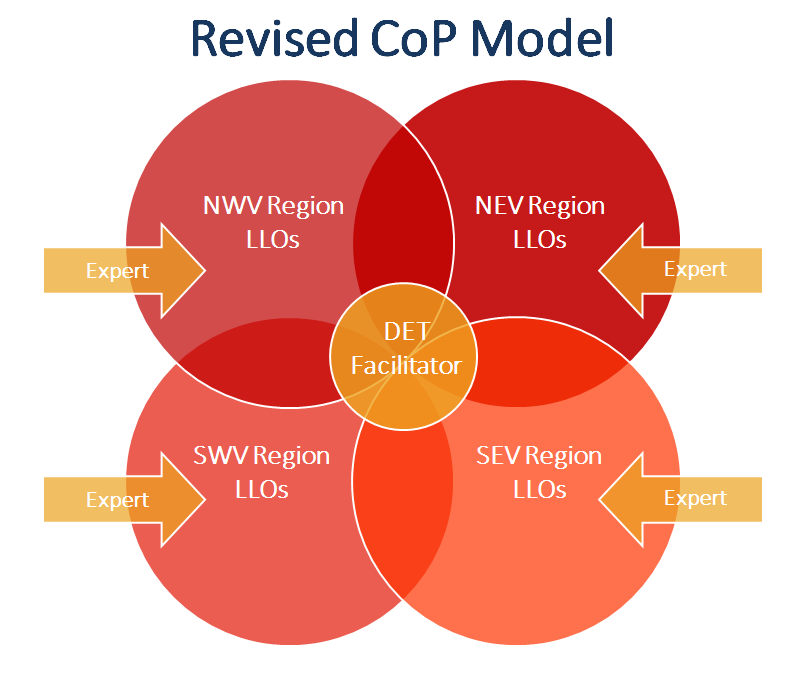 Revised CoP Model
NWV Region
LLOs
NEV Region
LLOs
Expert
Expert
DET
Facilitator
SWV Region
LLOs
SEV Region
LLOs
Expert
Expert